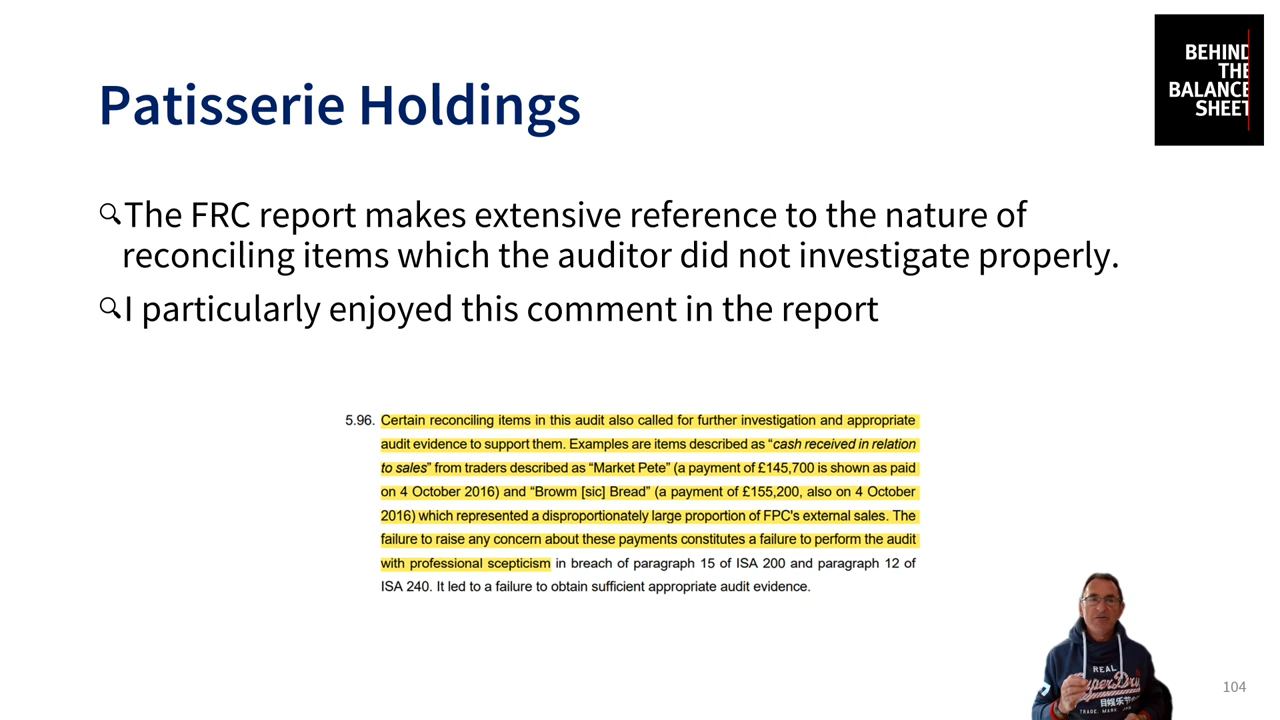 BEHIND
THE
BALANCE
SHEET
Patisserie Holdings
The FRC report makes extensive reference to the nature of
reconciling items which the auditor did not investigate properly.
I particularly enjoyed this comment in the report
5.96. Certain reconciling items in this audit also called for further investigation and appropriate
audit evidence to support them. Examples are items described as “cash received in relation
to sales” from traders described as “Market Pete” (a payment of £145,700 is shown as paid
on 4 October 2016) and “Browm [sic] Bread” (a payment of £155,200, also on 4 October
2016) which represented a disproportionately large proportion of FPC's external sales. The
failure to raise any concern about these payments constitutes a failure to perform the audit
with professional scepticism in breach of paragraph 15 of ISA 200 and paragraph 12 of
ISA 240. It led to a failure to obtain sufficient appropriate audit evidence.
REAL
104